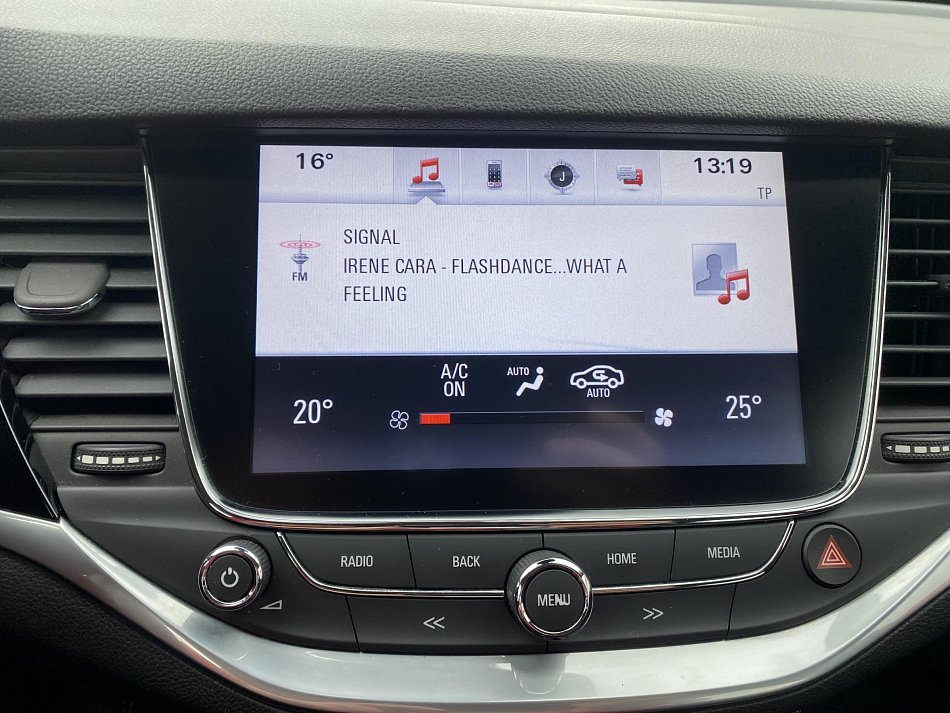 16°
J
13:19
TP
FM
SIGNAL
IRENE CARA - FLASHDANCE...WHAT A
FEELING
A/C
ON
AUTO
AUTO
20°
25°
RADIO
BACK
HOME
MEDIA
MENU